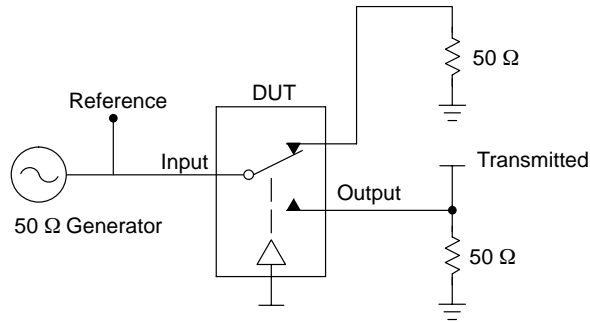 50 Ω
DUT
Reference
Input
Transmitted
Output
50 Ω Generator
50 Ω